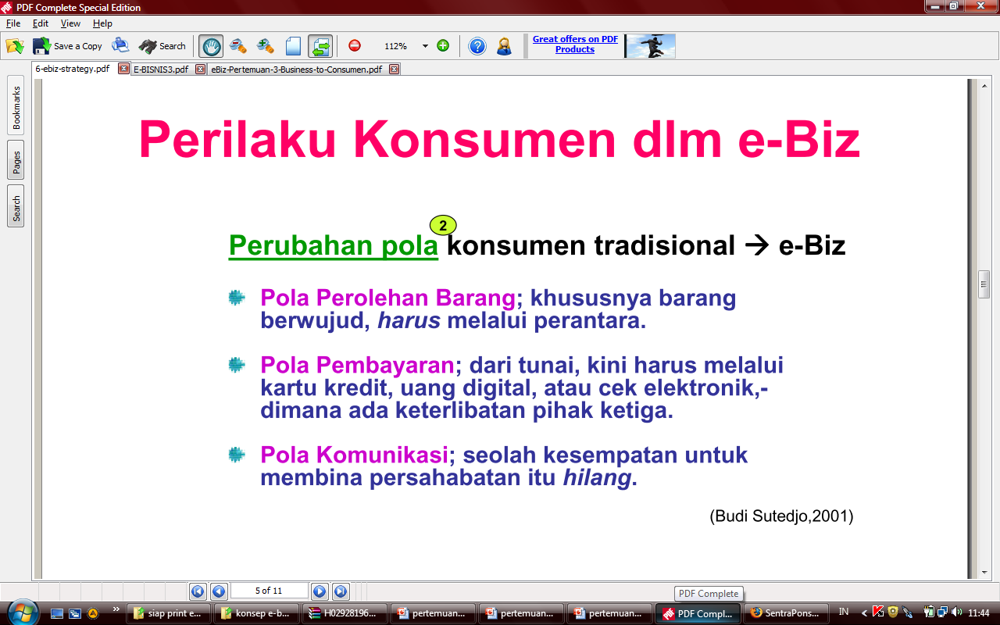 PDF Complete Special Edition
File Edit View Help
Save a Copy Search 112% Great offers on PDF
Products
6-ebiz-strategy.pdf E-BISNIS3.pdf eBiz-Pertemuan-3-Business-to-Consumen.pdf
Bookmarks
Pages
Search
Perilaku Konsumen dlm e-Biz
2
Perubahan pola konsumen tradisional → e-Biz
Pola Perolehan Barang; khususnya barang
berwujud, harus melalui perantara.
Pola Pembayaran; dari tunai, kini harus melalui
kartu kredit, uang digital, atau cek elektronik,-
dimana ada keterlibatan pihak ketiga.
Pola Komunikasi; seolah kesempatan untuk
membina persahabatan itu hilang.
(Budi Sutedjo,2001)
5 of 11
PDF Complete
siap print e... konsep e-b... H02928196... pertemuan... pertemuan... pertemuan... PDF Compl... SentraPons... IN 11:44